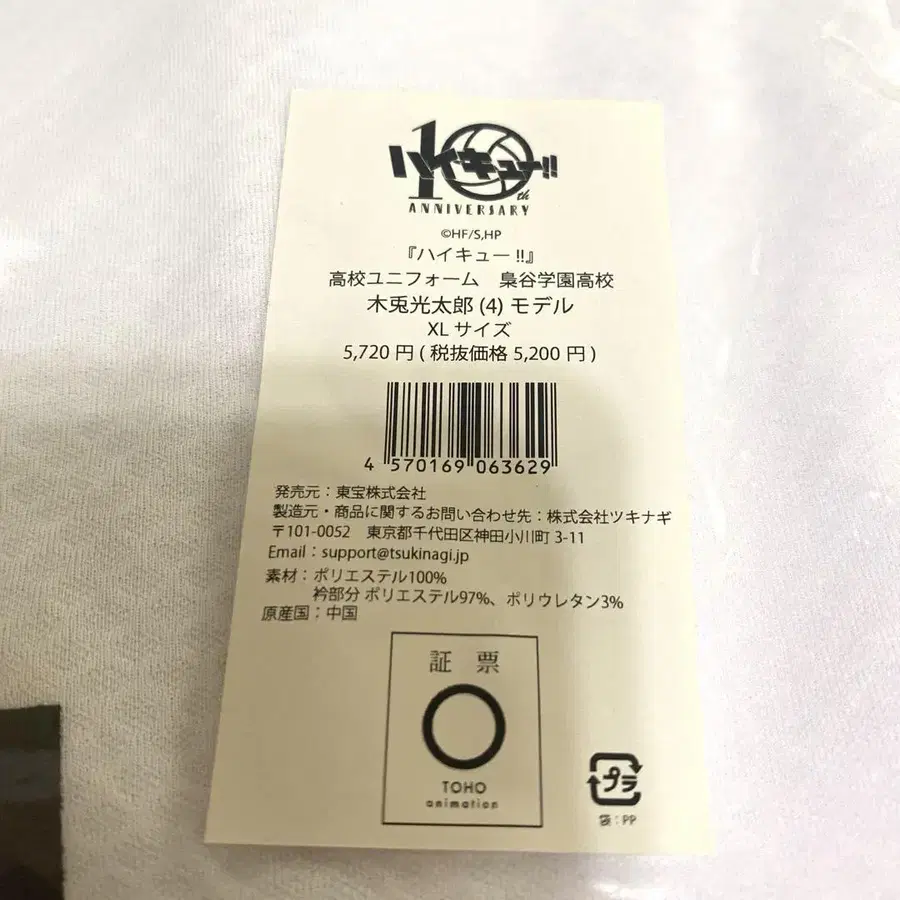 ハイキュー!!
10th
ANNIVERSARY
©HF/S,HP
『ハイキュー!!』
高校ユニフォーム　梟谷学園高校
木兎光太郎 (4) モデル
XL サイズ
5,720 円 ( 税抜価格 5,200 円 )
4 570169 063629
発売元：東宝株式会社
製造元・商品に関するお問い合わせ先：株式会社ツキナギ
〒101-0052　東京都千代田区神田小川町 3-11
Email：support@tsukinagi.jp
素材：ポリエステル100%
衿部分 ポリエステル97%、ポリウレタン3%
原産国：中国
証 票
TOHO
animation
プラ
袋：PP